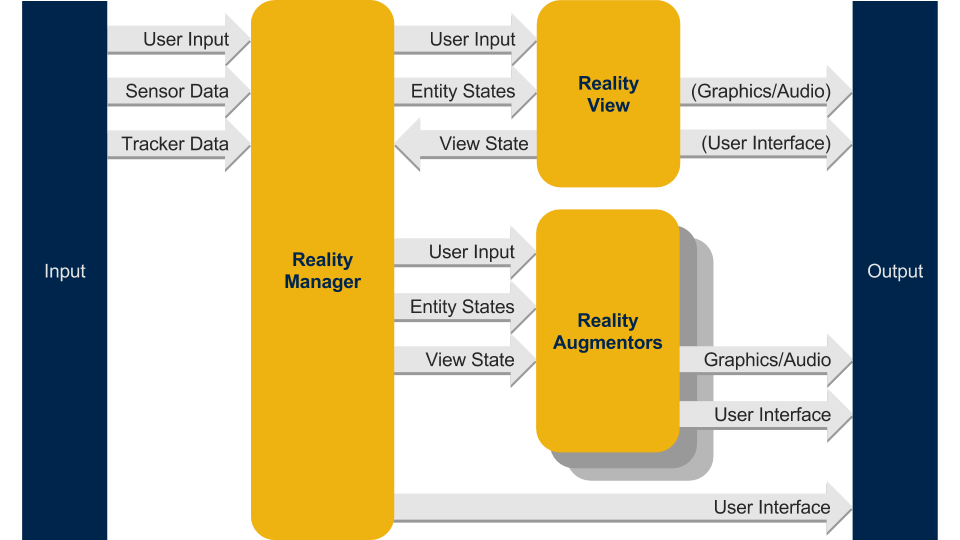 User Input
Sensor Data
Tracker Data
Input
Reality
Manager
User Input
Entity States
View State
Reality
View
(Graphics/Audio)
(User Interface)
User Input
Entity States
View State
Reality
Augmentors
Graphics/Audio
User Interface
User Interface
Output